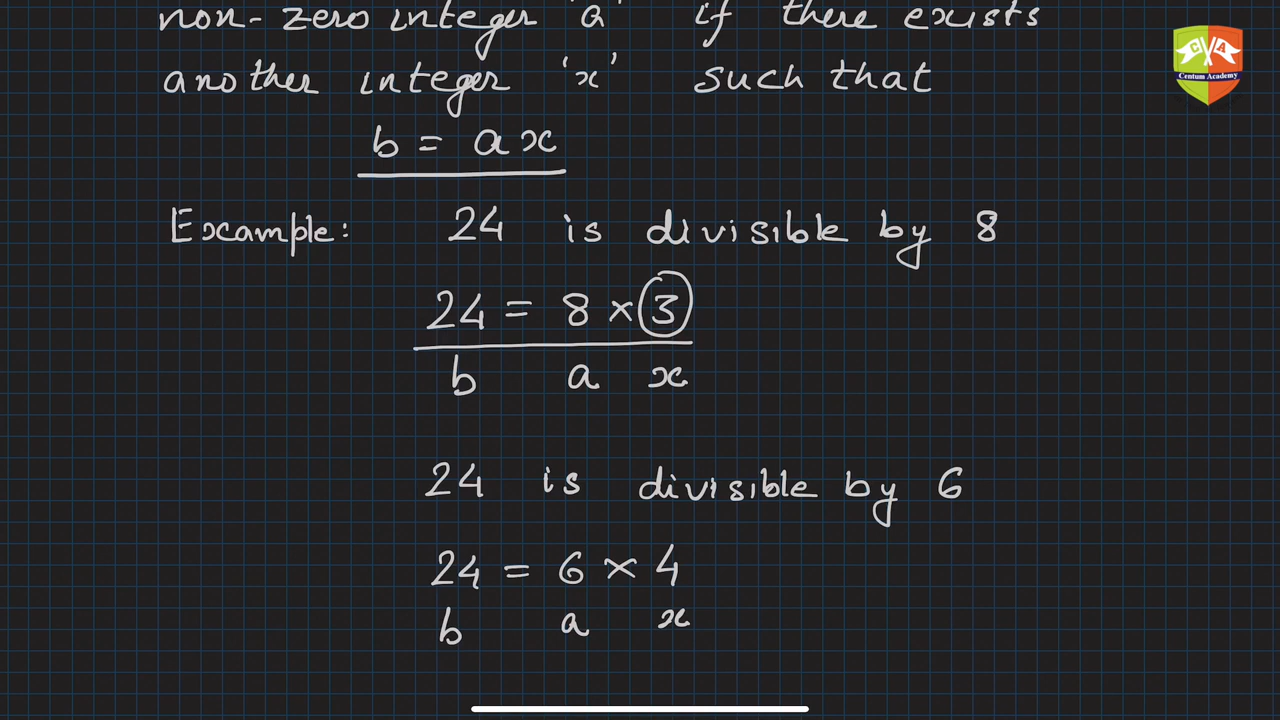 non-zero integer 'a' if there exists
another integer 'x' such that
b = ax
Example: 24 is divisible by 8
24 = 8 × 3
b a x
24 is divisible by 6
24 = 6 × 4
b a x
C A
Centum Academy